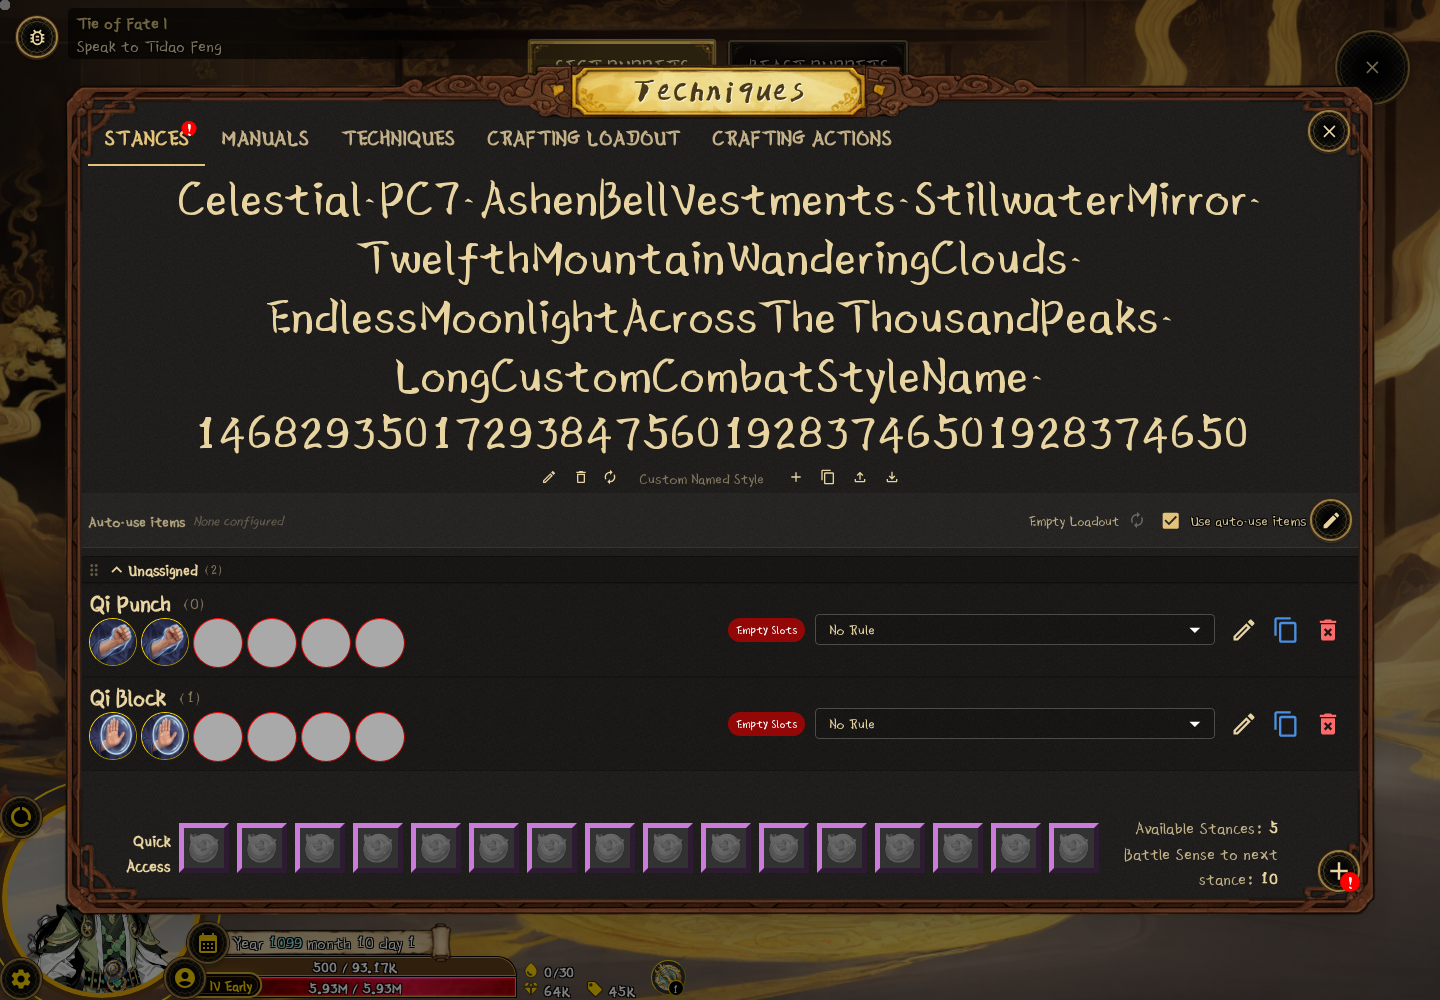 Tie of Fate 1
Speak to Tidao Feng
Techniques
STANCES
MANUALS
TECHNIQUES
CRAFTING LOADOUT
CRAFTING ACTIONS
Celestial-PC7-AshenBellVestments-StillwaterMirror-
TwelfthMountainWanderingClouds-
EndlessMoonlightAcrossTheThousandPeaks-
LongCustomCombatStyleName-
1468293501729384756019283746501928374650
Custom Named Style
Auto-use items None configured
Empty Loadout
Use auto-use items
Unassigned (2)
Qi Punch (0)
Empty Slots
No Rule
Qi Block (1)
Empty Slots
No Rule
Quick
Access
Available Stances: 5
Battle Sense to next
stance: 10
Year 1099 month 10 day 1
500 / 93.17K
IV Early
5.93M / 5.93M
0/30
64K
45K
1